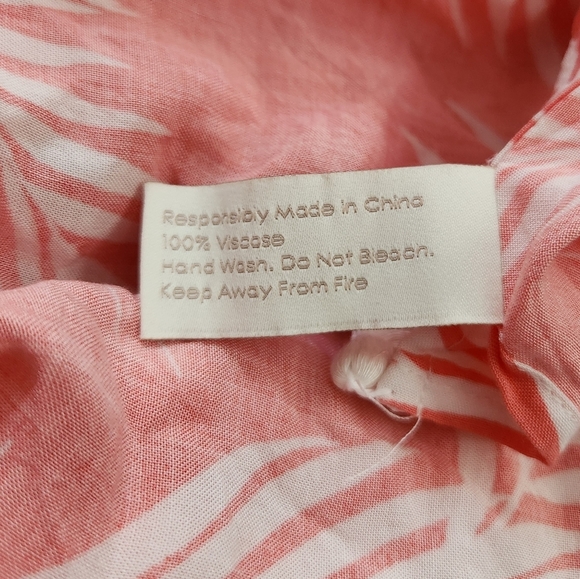 Responsibly Made in China
100% Viscose
Hand Wash. Do Not Bleach.
Keep Away From Fire